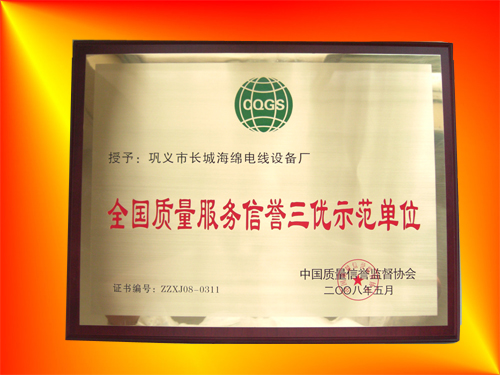 CQGS
授予：巩义市长城海绵电线设备厂
全国质量服务信誉三优示范单位
中国质量信誉监督协会
证书编号：ZZXJ08-0311
二〇〇八年五月